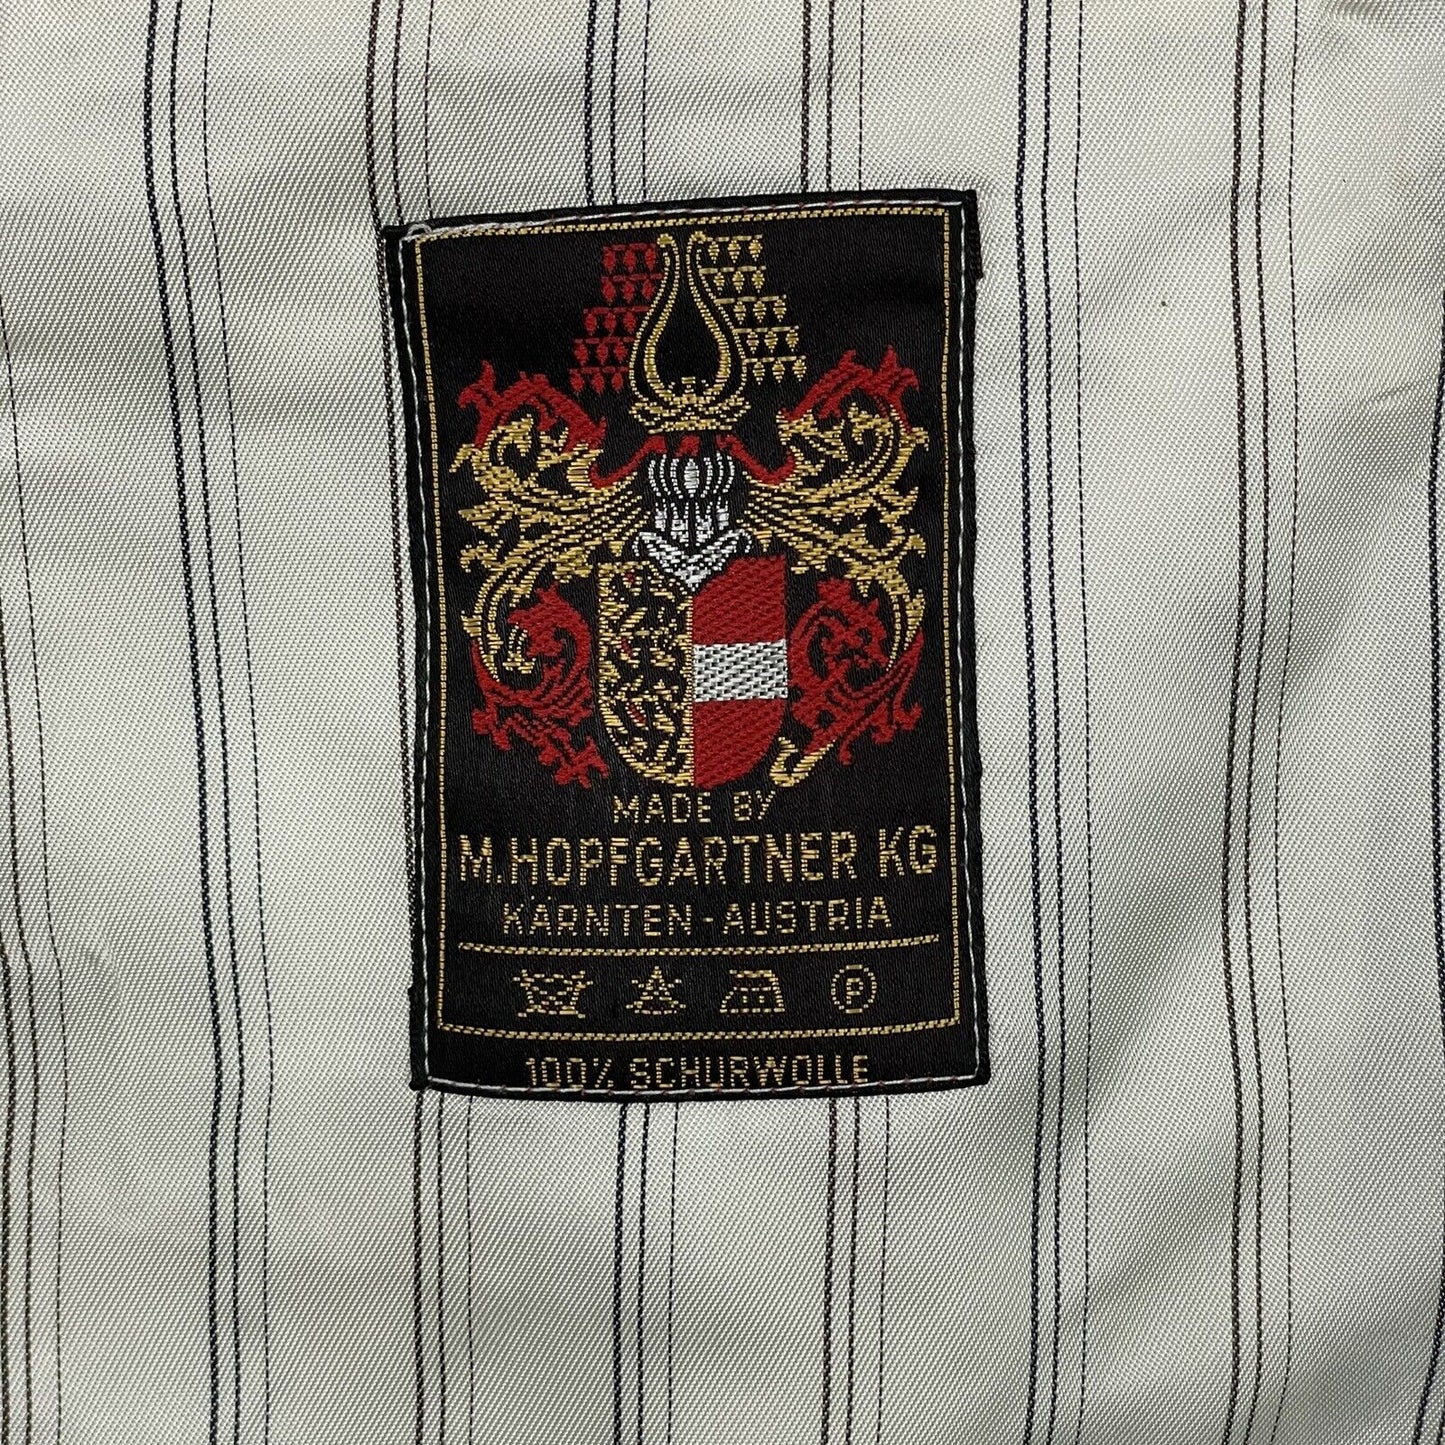 MADE BY
M.HOPFGARTNER KG
KÄRNTEN - AUSTRIA
P
100% SCHURWOLLE